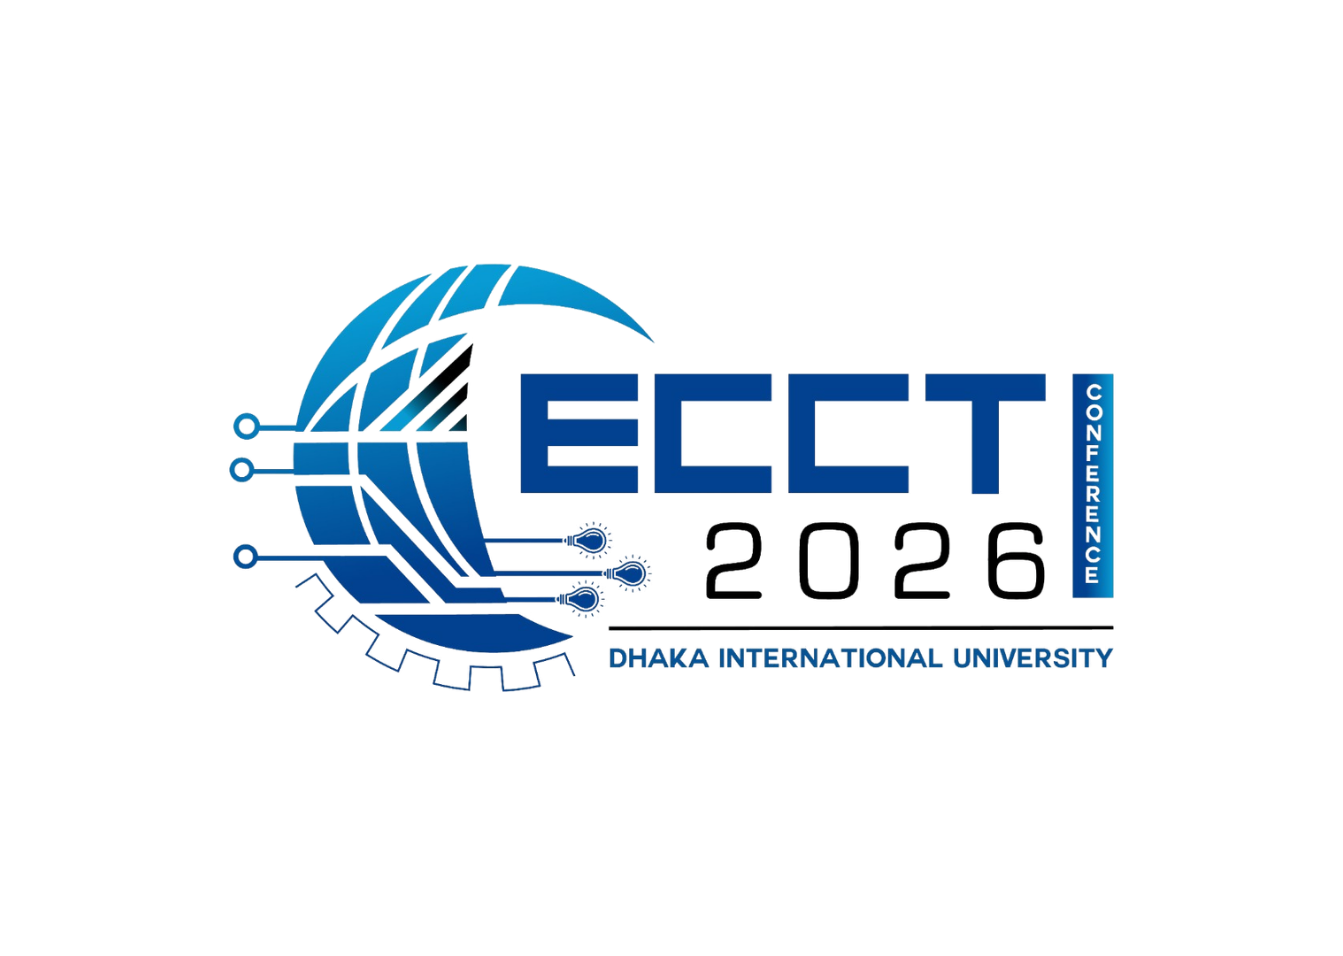 ECCT
CONFERENCE
2026
DHAKA INTERNATIONAL UNIVERSITY